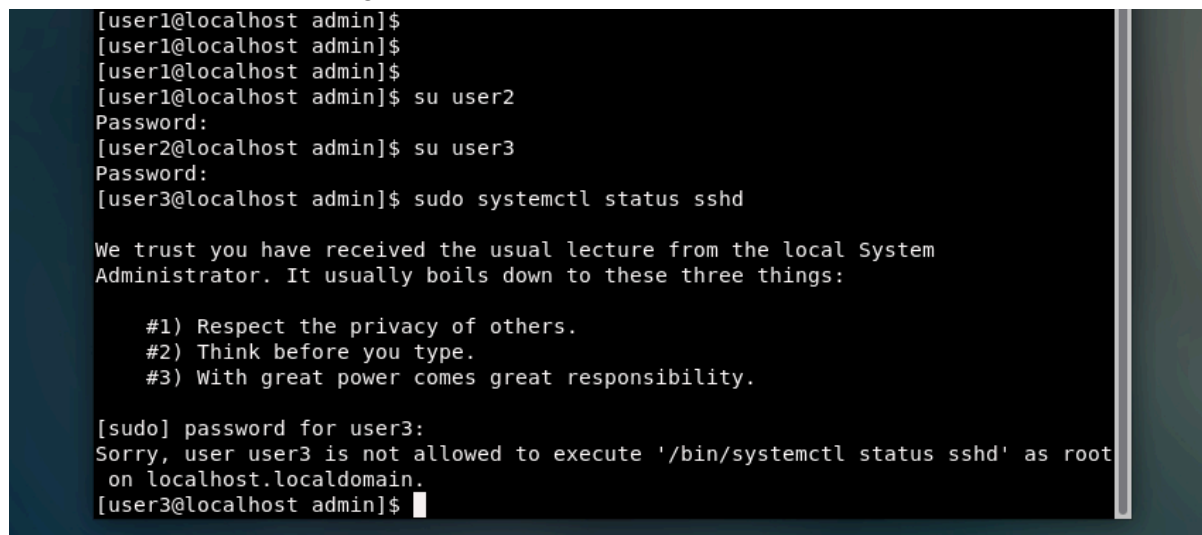 [user1@localhost admin]$
[user1@localhost admin]$
[user1@localhost admin]$
[user1@localhost admin]$ su user2
Password:
[user2@localhost admin]$ su user3
Password:
[user3@localhost admin]$ sudo systemctl status sshd
We trust you have received the usual lecture from the local System
Administrator. It usually boils down to these three things:
#1) Respect the privacy of others.
#2) Think before you type.
#3) With great power comes great responsibility.
[sudo] password for user3:
Sorry, user user3 is not allowed to execute '/bin/systemctl status sshd' as root
on localhost.localdomain.
[user3@localhost admin]$